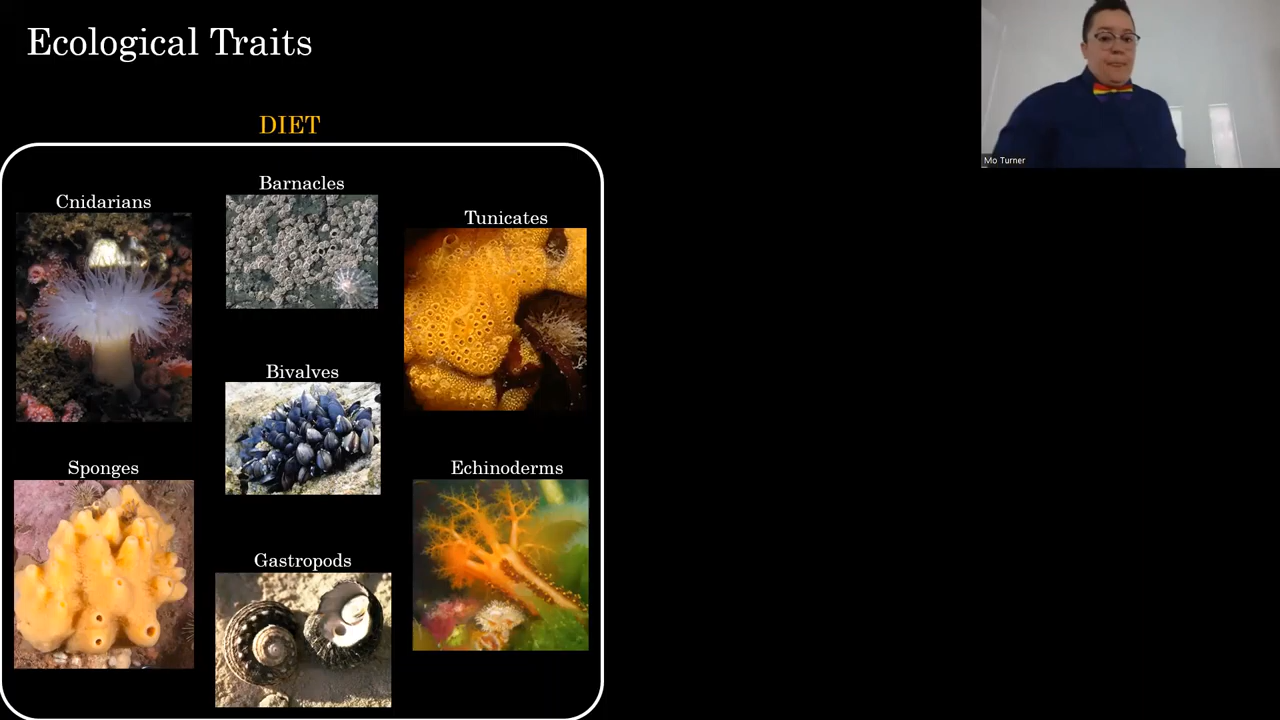 Ecological Traits
Mo Turner
DIET
Barnacles
Cnidarians
Tunicates
Bivalves
Sponges
Echinoderms
Gastropods